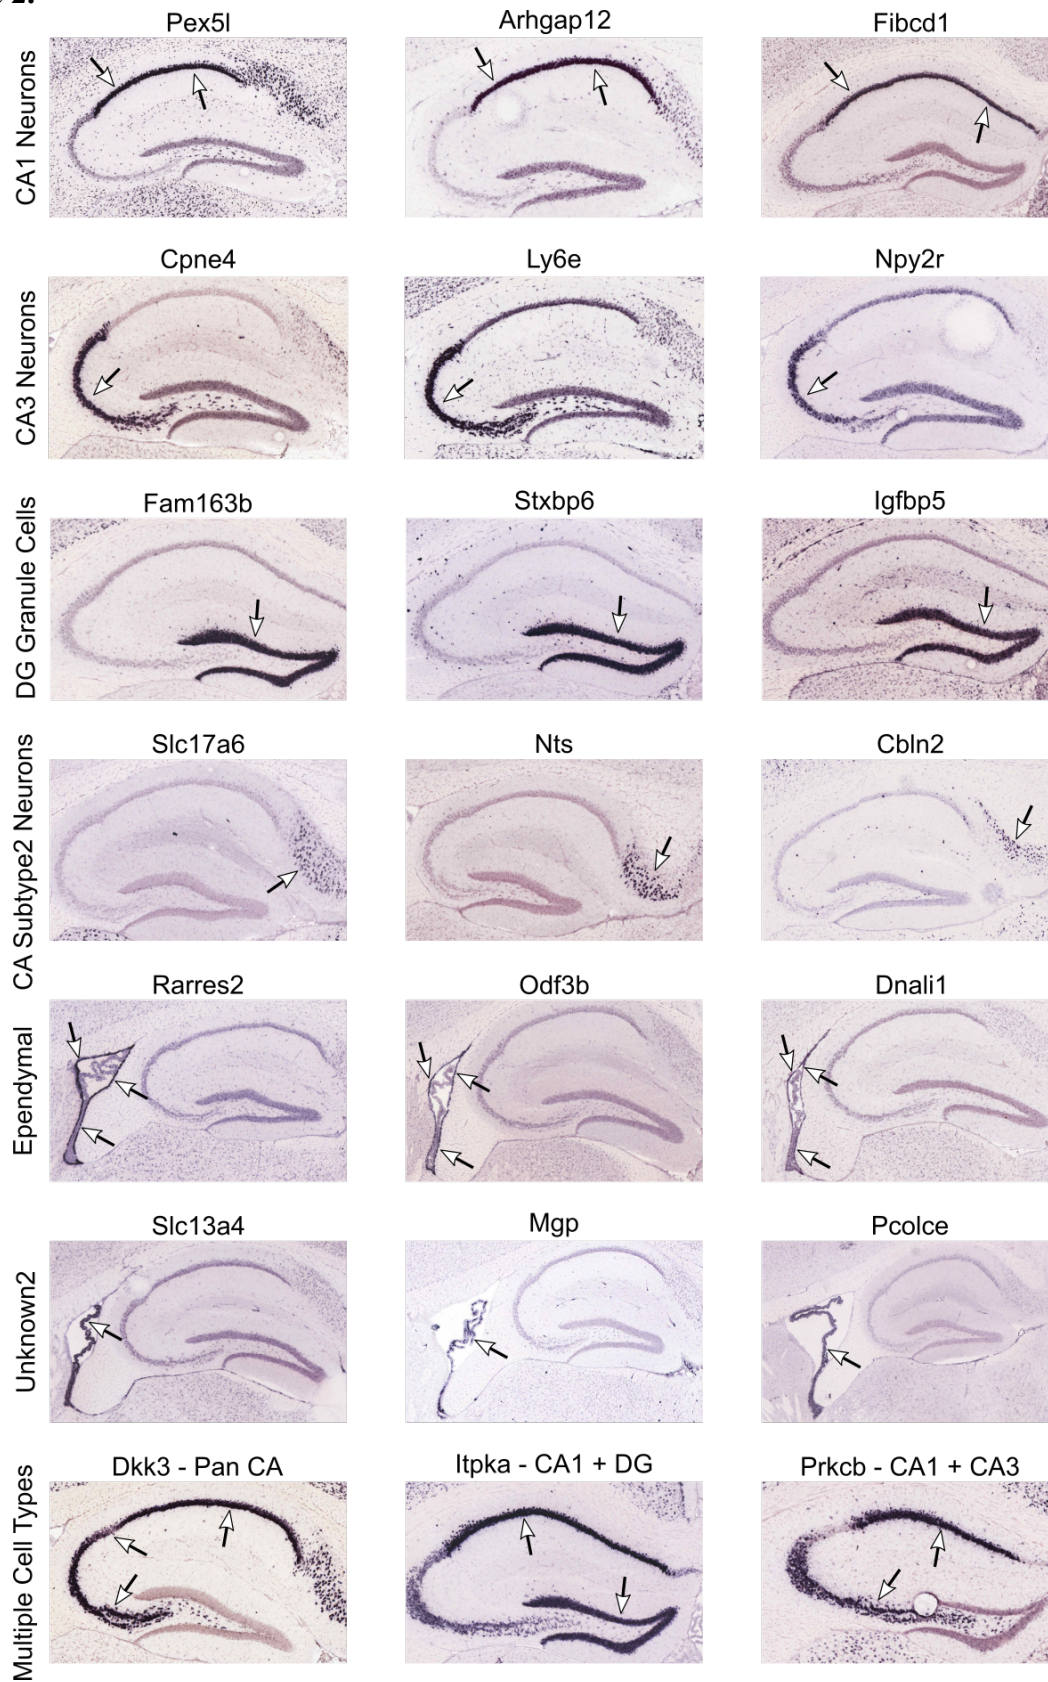 Pex5l Arhgap12 Fibcd1
CA1 Neurons
Cpne4 Ly6e Npy2r
CA3 Neurons
Fam163b Stxbp6 Igfbp5
DG Granule Cells
Slc17a6 Nts Cbln2
CA Subtype2 Neurons
Rarres2 Odf3b Dnali1
Ependymal
Slc13a4 Mgp Pcolce
Unknown2
Dkk3 - Pan CA Itpka - CA1 + DG Prkcb - CA1 + CA3
Multiple Cell Types